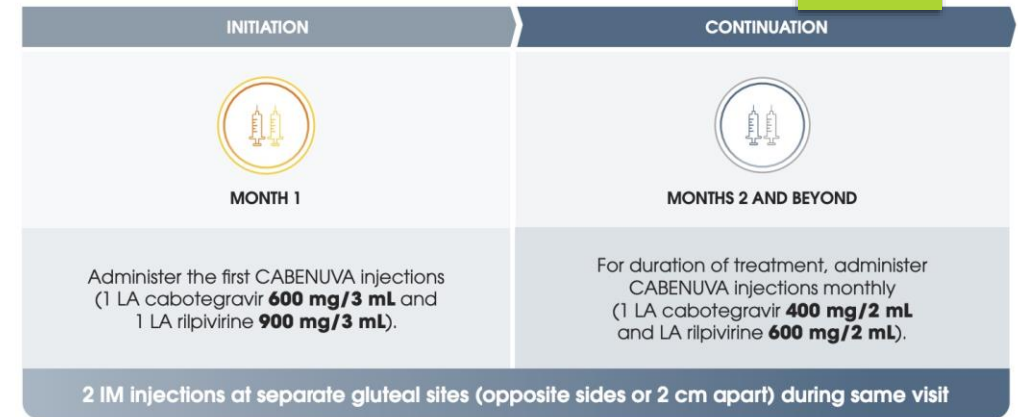 INITIATION
CONTINUATION
MONTH 1
MONTHS 2 AND BEYOND
Administer the first CABENUVA injections
(1 LA cabotegravir 600 mg/3 mL and
1 LA rilpivirine 900 mg/3 mL).
For duration of treatment, administer
CABENUVA injections monthly
(1 LA cabotegravir 400 mg/2 mL
and LA rilpivirine 600 mg/2 mL).
2 IM injections at separate gluteal sites (opposite sides or 2 cm apart) during same visit